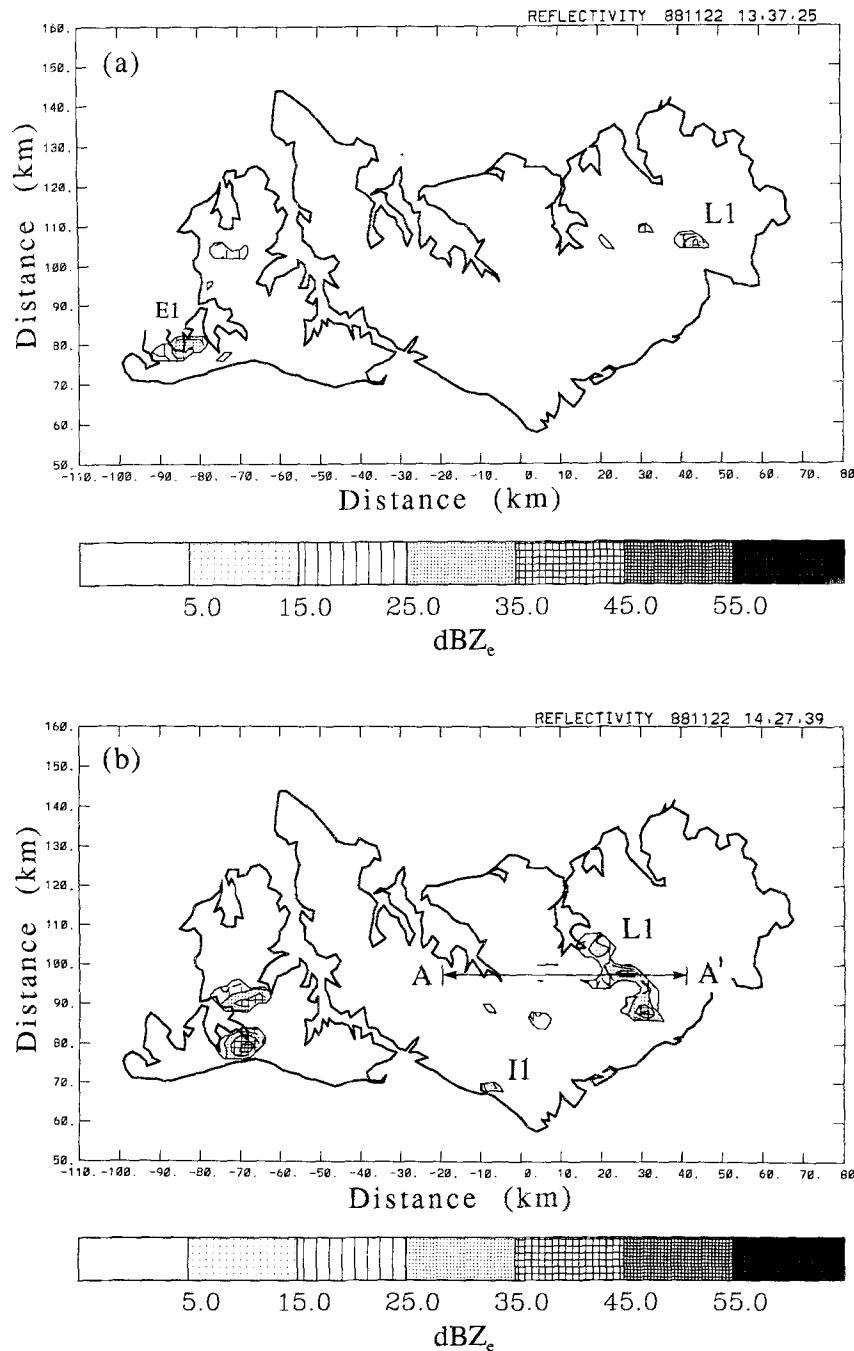 REFLECTIVITY 881122 13.37.25
(a)
160.
150.
140.
130.
120.
110.
100.
90.
80.
70.
60.
50.
Distance (km)
L1
E1
-110. -100. -90. -80. -70. -60. -50. -40. -30. -20. -10. 0. 10. 20. 30. 40. 50. 60. 70. 80
Distance (km)
5.0 15.0 25.0 35.0 45.0 55.0
dBZe
REFLECTIVITY 881122 14.27.39
(b)
160.
150.
140.
130.
120.
110.
100.
90.
80.
70.
60.
50.
Distance (km)
L1
A A'
I1
-110. -100. -90. -80. -70. -60. -50. -40. -30. -20. -10. 0. 10. 20. 30. 40. 50. 60. 70. 80
Distance (km)
5.0 15.0 25.0 35.0 45.0 55.0
dBZe